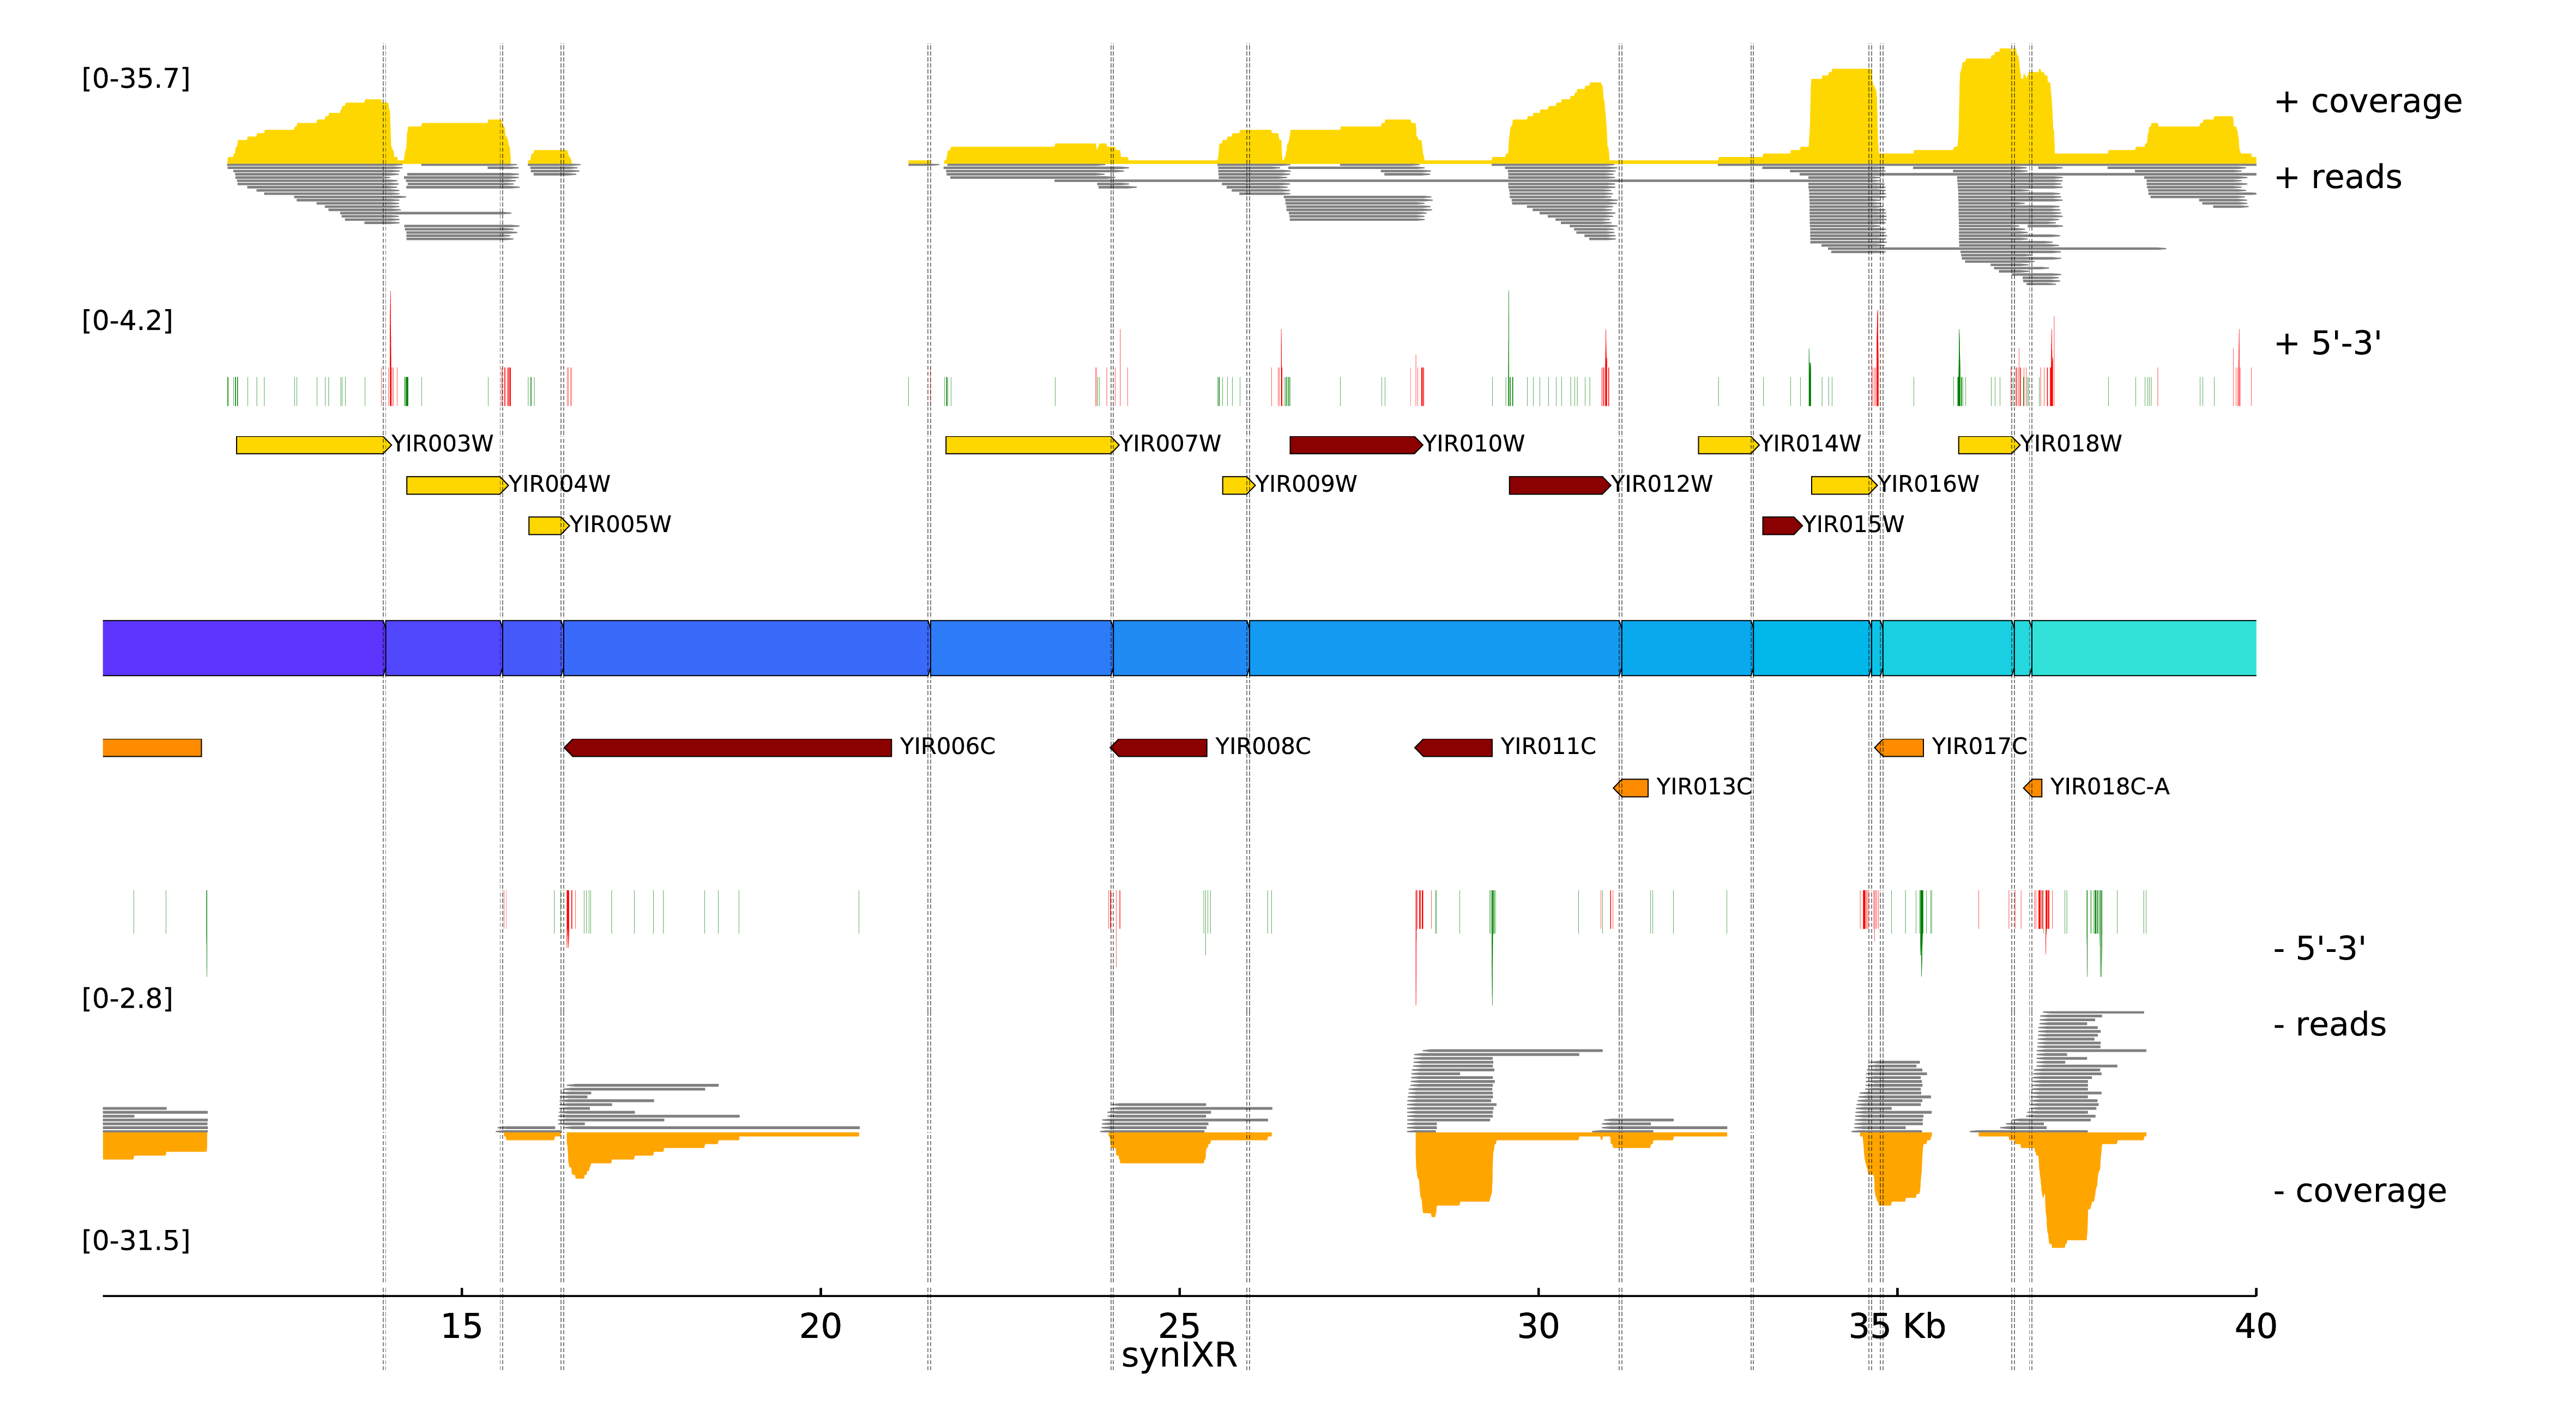 [0-35.7]
+ coverage
+ reads
[0-4.2]
+ 5'-3'
YIR003W YIR007W YIR010W YIR014W YIR018W
YIR004W YIR009W YIR012W YIR016W
YIR005W YIR015W
YIR006C YIR008C YIR011C YIR017C
YIR013C YIR018C-A
- 5'-3'
[0-2.8]
- reads
- coverage
[0-31.5]
15 20 25 30 35 Kb 40
synIXR